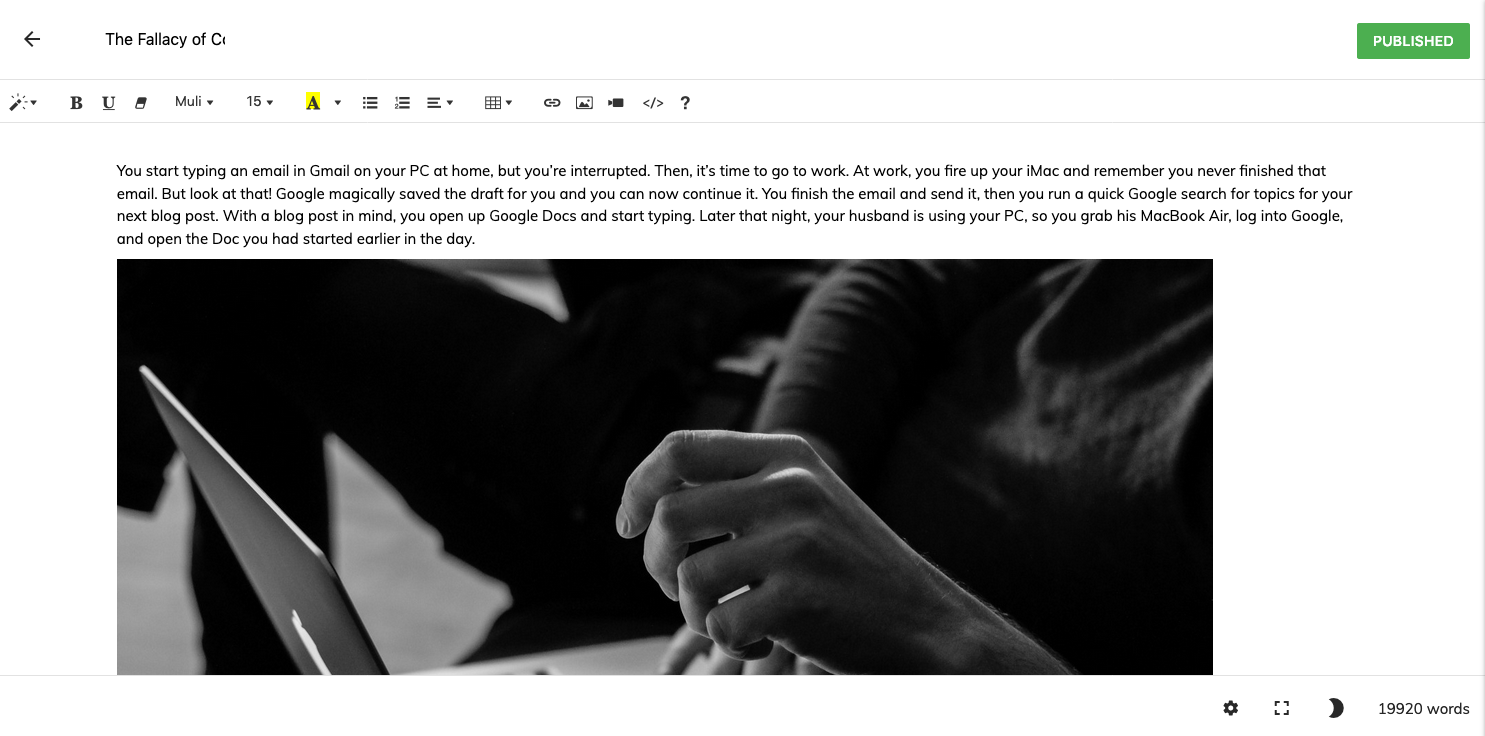 The Fallacy of Co
PUBLISHED
B U Muli 15 A </> ?
You start typing an email in Gmail on your PC at home, but you're interrupted. Then, it's time to go to work. At work, you fire up your iMac and remember you never finished that
email. But look at that! Google magically saved the draft for you and you can now continue it. You finish the email and send it, then you run a quick Google search for topics for your
next blog post. With a blog post in mind, you open up Google Docs and start typing. Later that night, your husband is using your PC, so you grab his MacBook Air, log into Google,
and open the Doc you had started earlier in the day.
19920 words